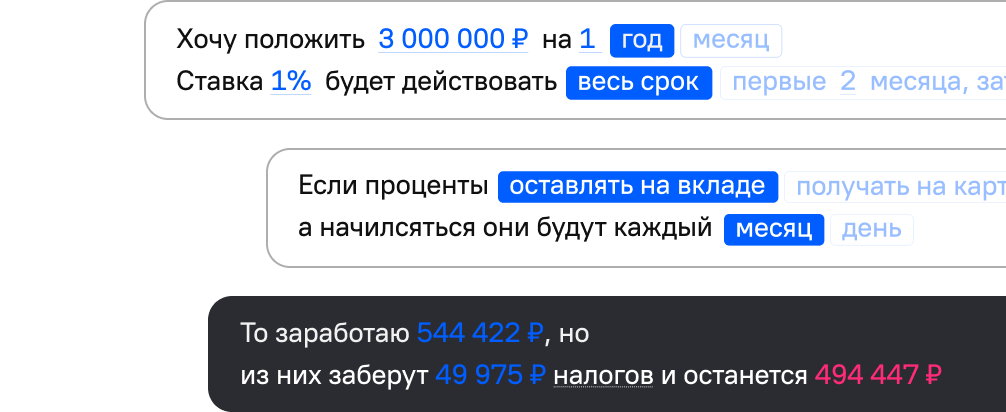 Хочу положить 3 000 000 ₽ на 1 год месяц
Ставка 1% будет действовать весь срок первые 2 месяца, за
Если проценты оставлять на вкладе получать на карт
а начилсяться они будут каждый месяц день
То заработаю 544 422 ₽, но
из них заберут 49 975 ₽ налогов и останется 494 447 ₽